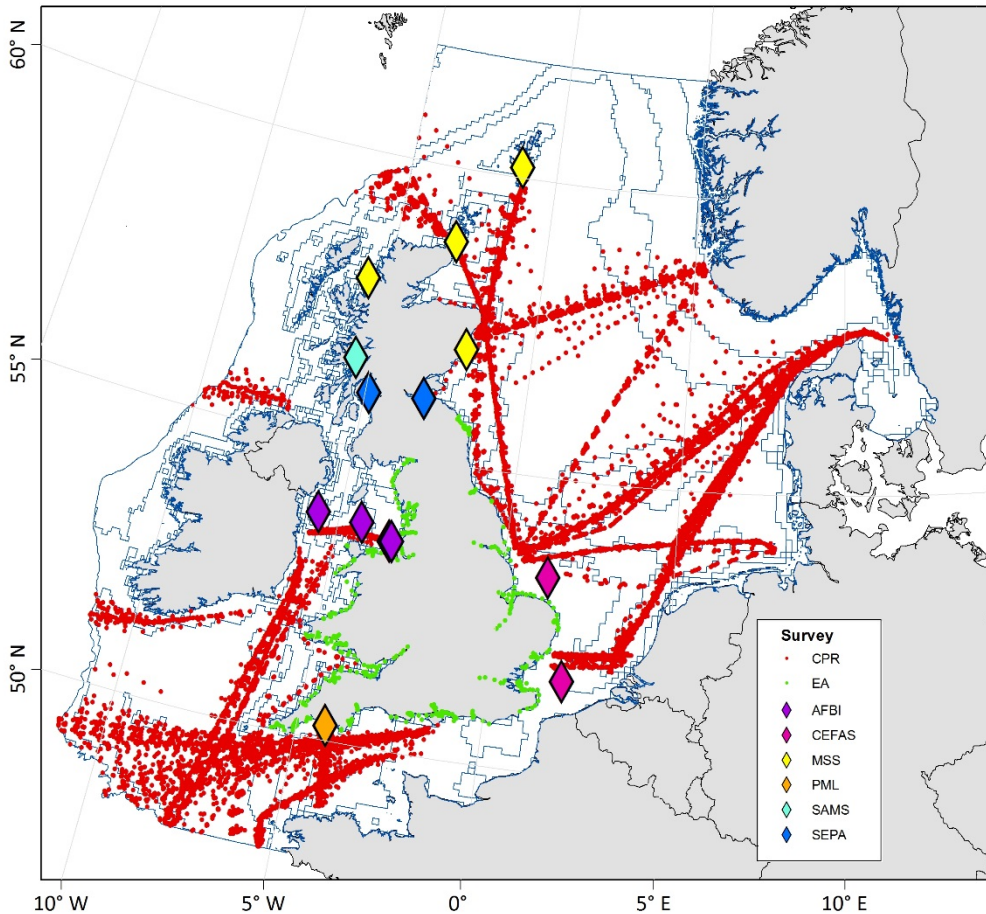 60° N
55° N
50° N
Survey
CPR
EA
AFBI
CEFAS
MSS
PML
SAMS
SEPA
10° W
5° W
0°
5° E
10° E